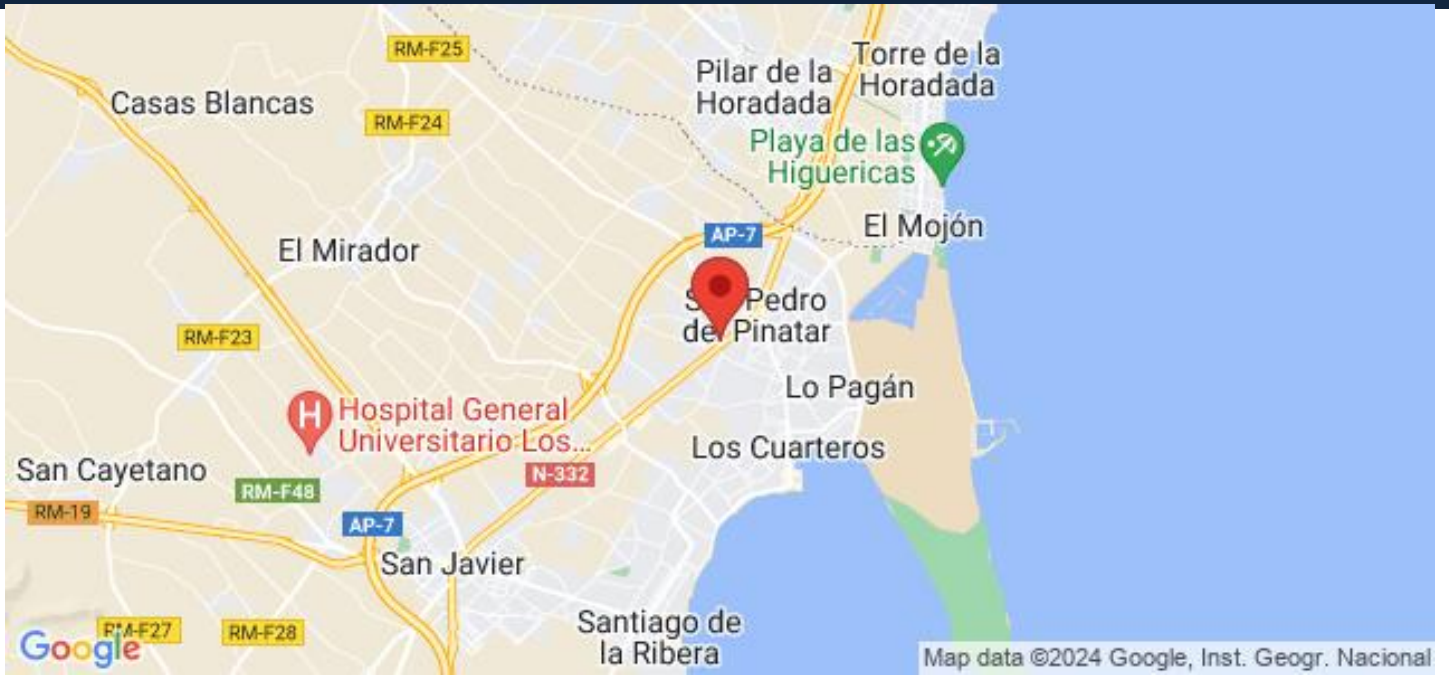 RM-F25
Torre de la
Horadada
Pilar de la
Horadada
Casas Blancas
RM-F24
Playa de las
Higuericas
El Mojón
AP-7
El Mirador
Pedro
del Pinatar
RM-F23
Lo Pagán
H
Hospital General
Universitario Los...
Los Cuarteros
San Cayetano
N-332
RM-F48
RM-19
AP-7
San Javier
Santiago de
la Ribera
RM-F27
RM-F28
Google
Map data ©2024 Google, Inst. Geogr. Nacional